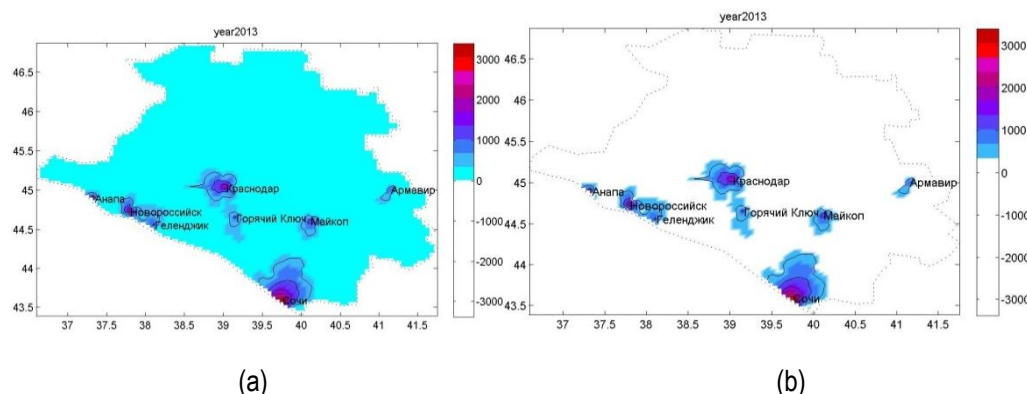 year2013
46.5
46
45.5
45
44.5
44
43.5
37
37.5
38
38.5
39
39.5
40
40.5
41
41.5
Анапа
Новороссийск
Геленджик
Краснодар
Горячий Ключ
Майкоп
Армавир
Сочи
3000
2000
1000
0
-1000
-2000
-3000
(a)
year2013
46.5
46
45.5
45
44.5
44
43.5
37
37.5
38
38.5
39
39.5
40
40.5
41
41.5
Анапа
Новороссийск
Геленджик
Краснодар
Горячий Ключ
Майкоп
Армавир
Сочи
3000
2000
1000
0
-1000
-2000
-3000
(b)